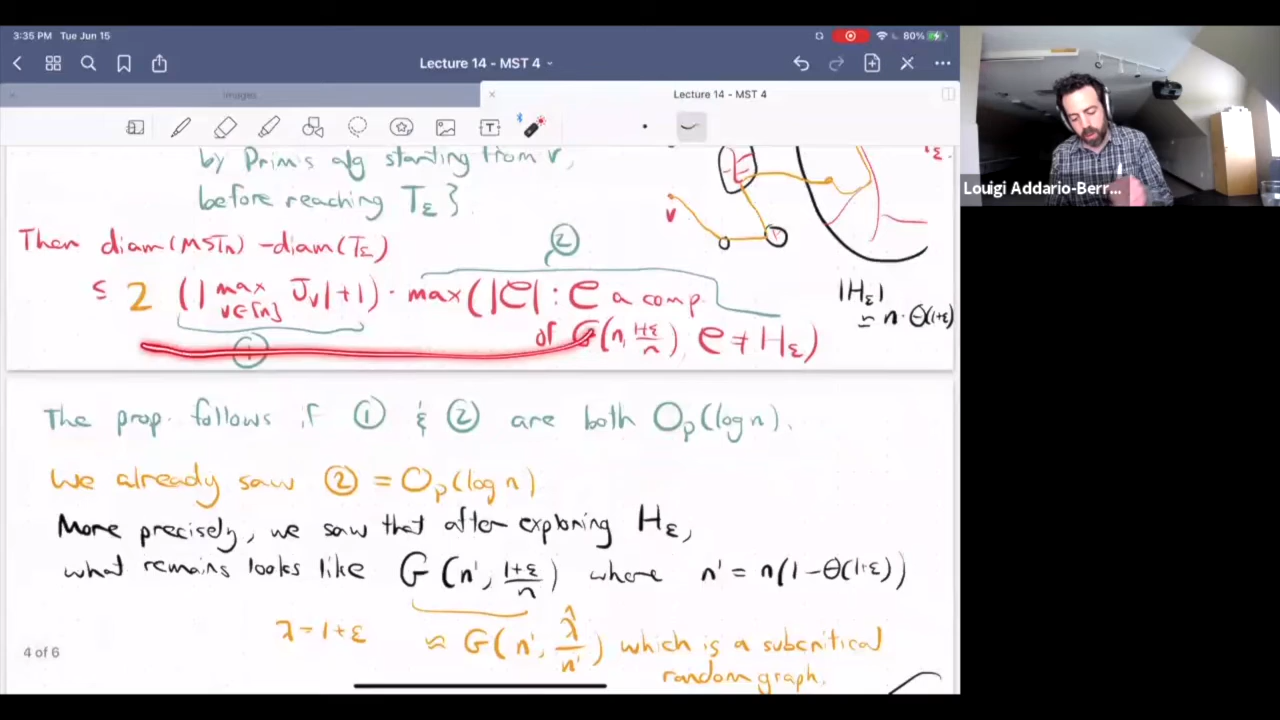 3:35 PM Tue Jun 15
80%
Lecture 14 - MST 4
Images
Lecture 14 - MST 4
by Prim's alg starting from v,
before reaching T_ε}
v
T_ε
Louigi Addario-Berr...
Then diam(MST_n) - diam(T_ε)
②
≤ 2 (| max_{v∈[n]} J_v | + 1) · max(|C| : C a comp.
of G(n, 1+ε/n), C ≠ H_ε)
①
|H_ε|
≈ n · Θ(1+ε)
The prop. follows if ① & ② are both O_p(log n).
We already saw ② = O_p(log n)
More precisely, we saw that after exploring H_ε,
what remains looks like G(n', 1+ε/n) where n' = n(1-Θ(1+ε))
λ = 1+ε ≈ G(n', λ̂/n') which is a subcritical
random graph.
4 of 6